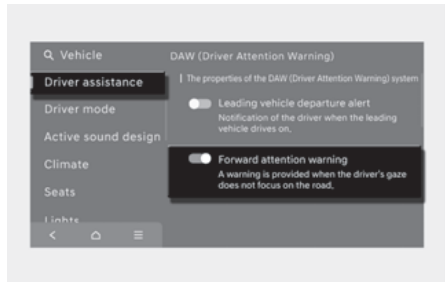 Vehicle
Driver assistance
Driver mode
Active sound design
Climate
Seats
Lights
DAW (Driver Attention Warning)
The properties of the DAW (Driver Attention Warning) system
Leading vehicle departure alert
Notification of the driver when the leading
vehicle drives on.
Forward attention warning
A warning is provided when the driver's gaze
does not focus on the road.